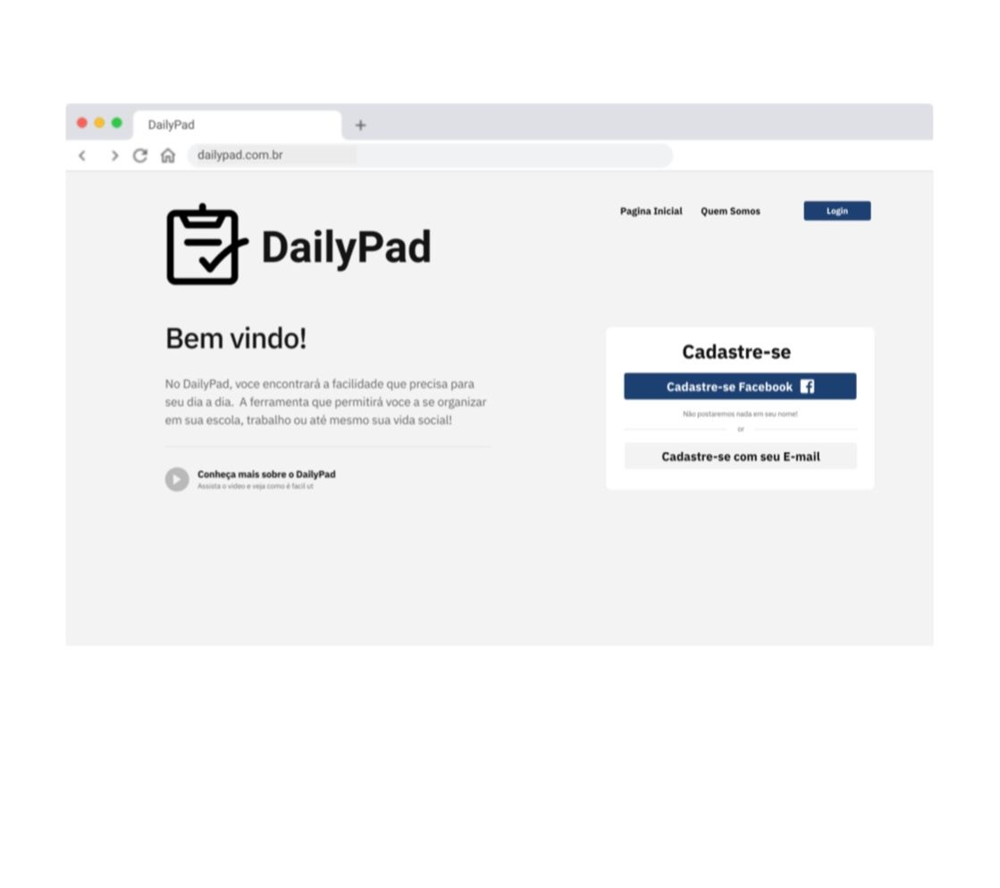 DailyPad
dailypad.com.br
Pagina Inicial Quem Somos Login
DailyPad
Bem vindo!
No DailyPad, voce encontrará a facilidade que precisa para
seu dia a dia. A ferramenta que permitirá voce a se organizar
em sua escola, trabalho ou até mesmo sua vida social!
Conheça mais sobre o DailyPad
Assista o video e veja como é facil ut
Cadastre-se
Cadastre-se Facebook
Não postaremos nada em seu nome!
or
Cadastre-se com seu E-mail